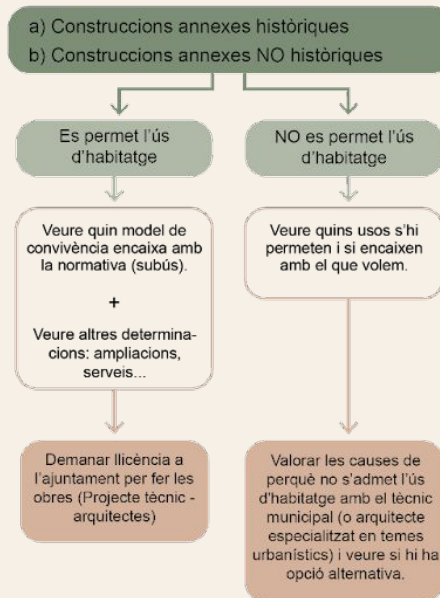 a) Construccions annexes històriques
b) Construccions annexes NO històriques
Es permet l'ús
d'habitatge
NO es permet l'ús
d'habitatge
Veure quin model de
convivència encaixa amb
la normativa (subús).
+
Veure altres determina-
cions: ampliacions,
serveis...
Veure quins usos s'hi
permeten i si encaixen
amb el que volem.
Demanar llicència a
l'ajuntament per fer les
obres (Projecte tècnic -
arquitectes)
Valorar les causes de
perquè no s'admet l'ús
d'habitatge amb el tècnic
municipal (o arquitecte
especialitzat en temes
urbanístics) i veure si hi ha
opció alternativa.